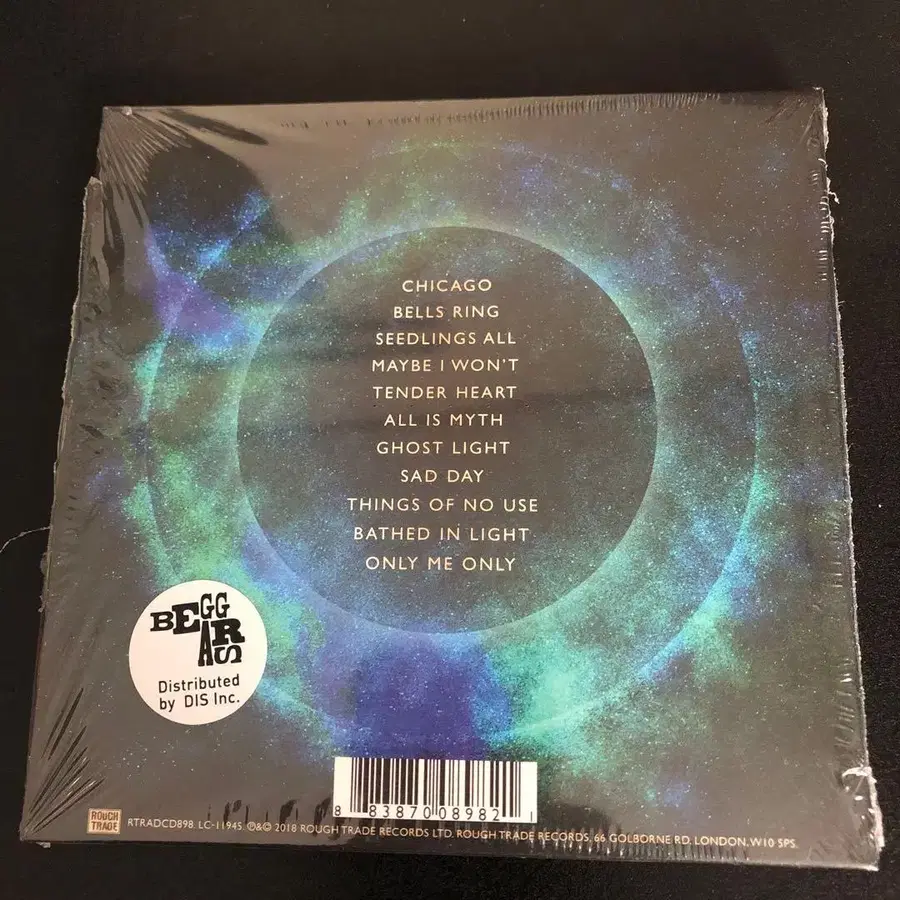 CHICAGO
BELLS RING
SEEDLINGS ALL
MAYBE I WON'T
TENDER HEART
ALL IS MYTH
GHOST LIGHT
SAD DAY
THINGS OF NO USE
BATHED IN LIGHT
ONLY ME ONLY
BEGGARS
Distributed
by DIS Inc.
8 83870 08982 1
ROUGH
TRADE
RTRADCD898. LC-11945. ℗&© 2018 ROUGH TRADE RECORDS LTD. ROUGH TRADE RECORDS, 66 GOLBORNE RD, LONDON, W10 5PS.